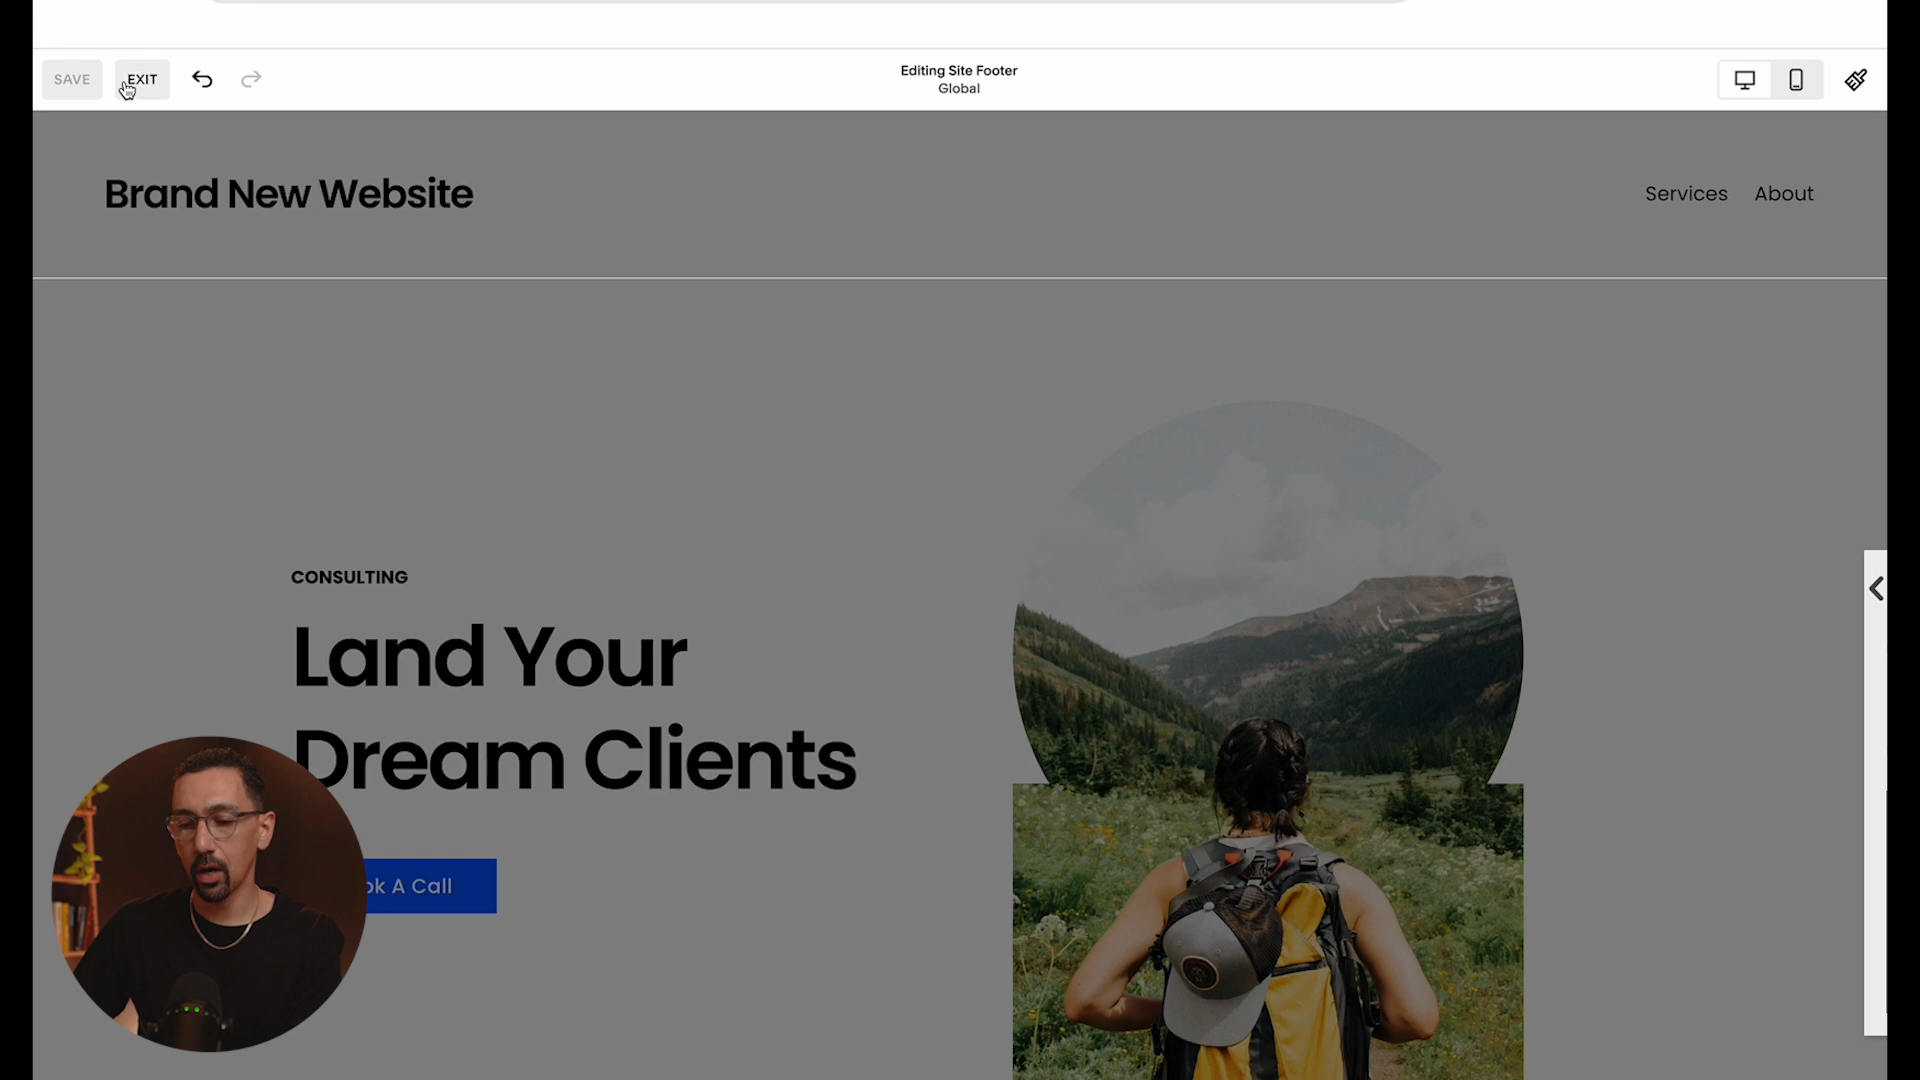 SAVE
EXIT
Editing Site Footer
Global
Brand New Website
Services
About
CONSULTING
Land Your
Dream Clients
ok A Call